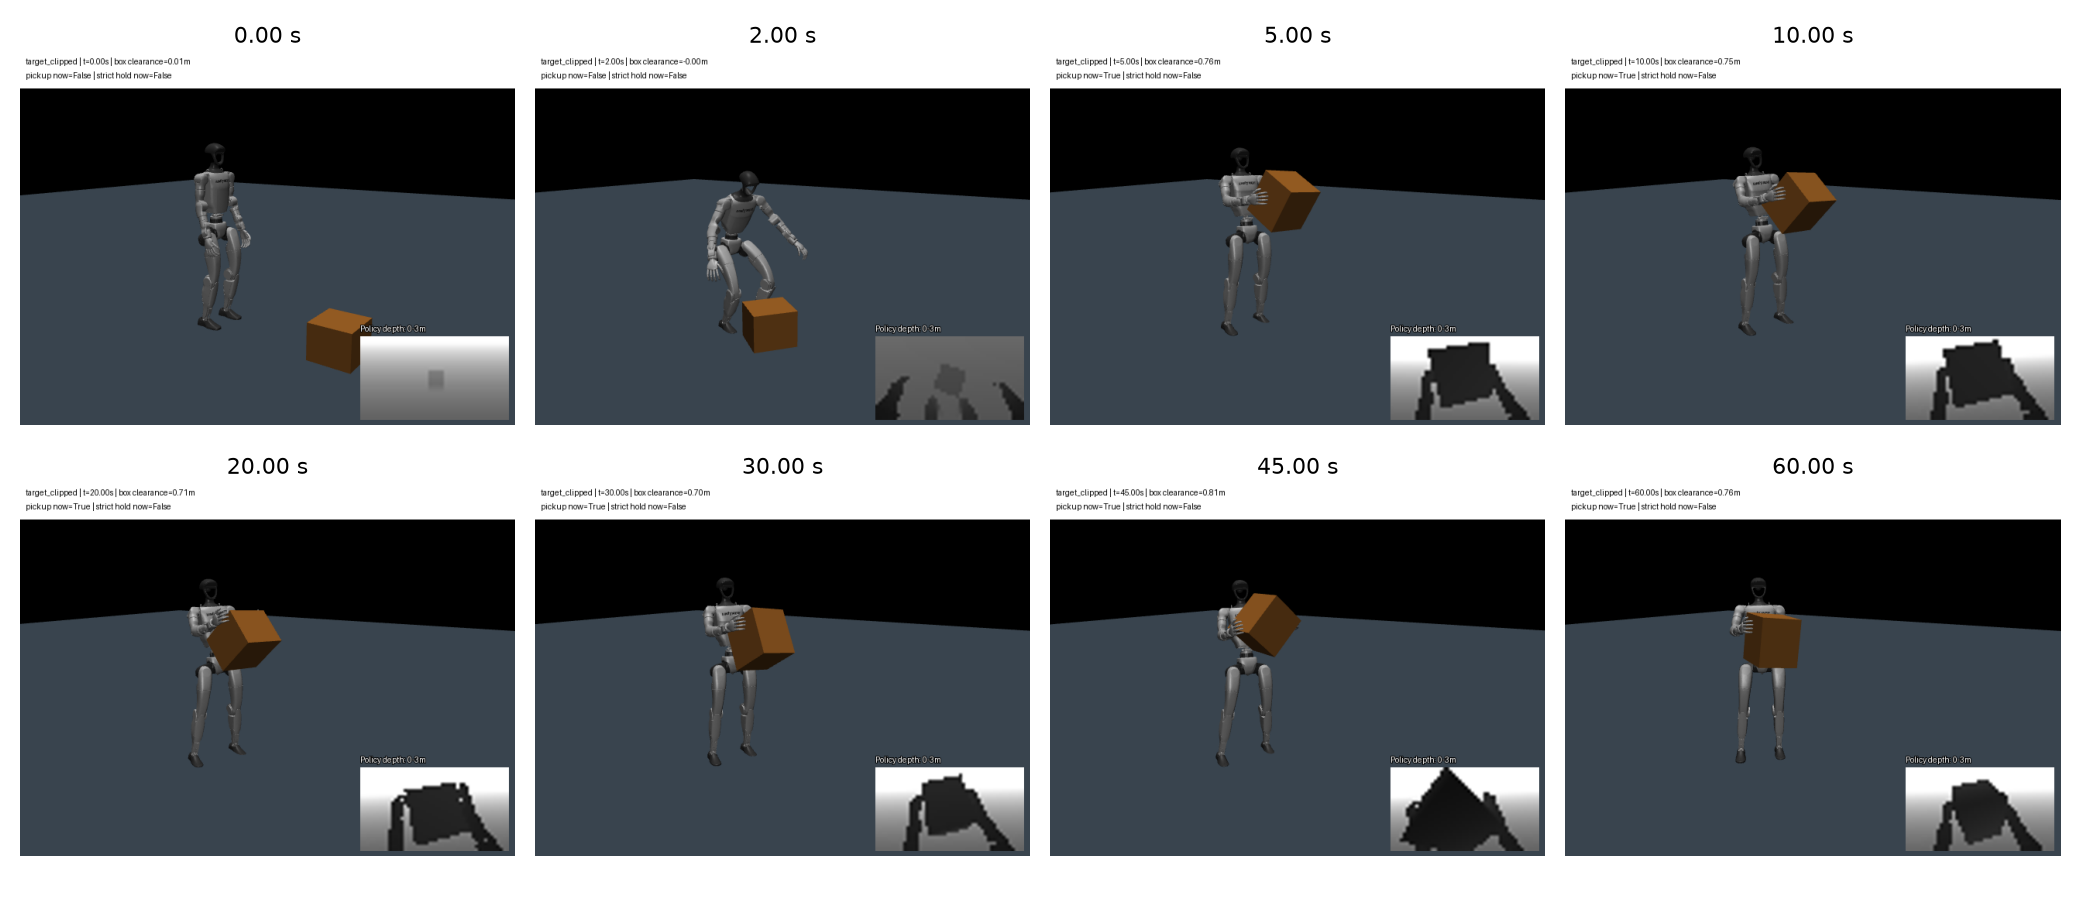 0.00 s
target_clipped | t=0.00s | box clearance=0.01m
pickup now=False | strict hold now=False
Policy depth: 0.3m
2.00 s
target_clipped | t=2.00s | box clearance=-0.00m
pickup now=False | strict hold now=False
Policy depth: 0.3m
5.00 s
target_clipped | t=5.00s | box clearance=0.76m
pickup now=True | strict hold now=False
Policy depth: 0.3m
10.00 s
target_clipped | t=10.00s | box clearance=0.75m
pickup now=True | strict hold now=False
Policy depth: 0.3m
20.00 s
target_clipped | t=20.00s | box clearance=0.71m
pickup now=True | strict hold now=False
Policy depth: 0.3m
30.00 s
target_clipped | t=30.00s | box clearance=0.70m
pickup now=True | strict hold now=False
Policy depth: 0.3m
45.00 s
target_clipped | t=45.00s | box clearance=0.81m
pickup now=True | strict hold now=False
Policy depth: 0.3m
60.00 s
target_clipped | t=60.00s | box clearance=0.76m
pickup now=True | strict hold now=False
Policy depth: 0.3m